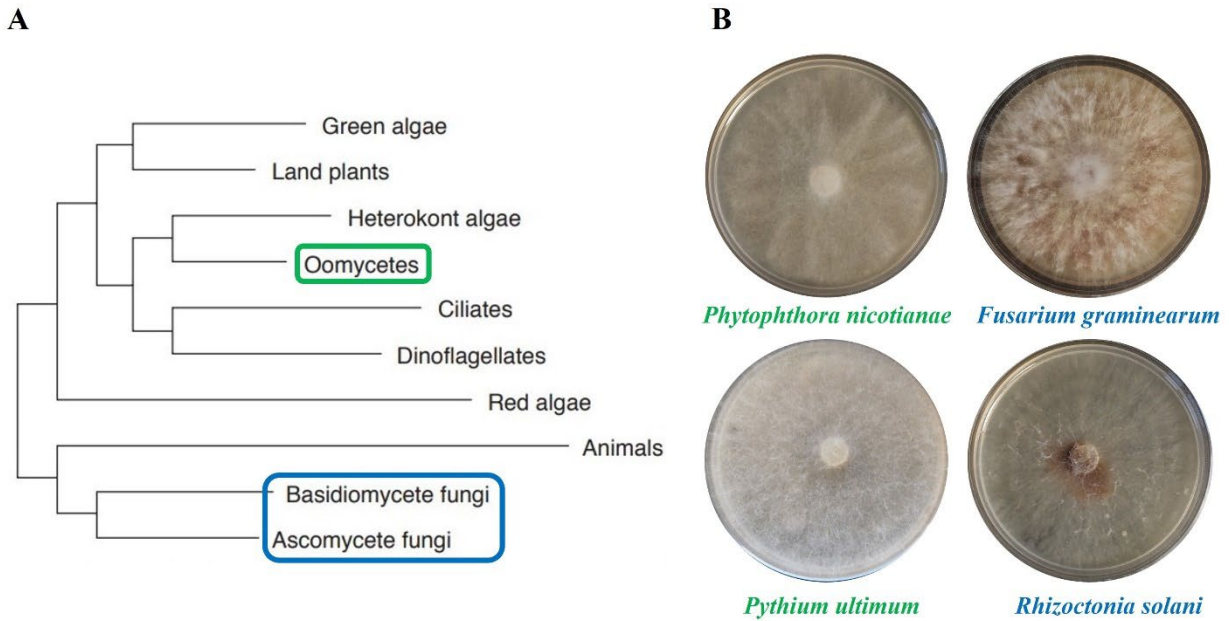 A
Green algae
Land plants
Heterokont algae
Oomycetes
Ciliates
Dinoflagellates
Red algae
Animals
Basidiomycete fungi
Ascomycete fungi
B
Phytophthora nicotianae
Fusarium graminearum
Pythium ultimum
Rhizoctonia solani